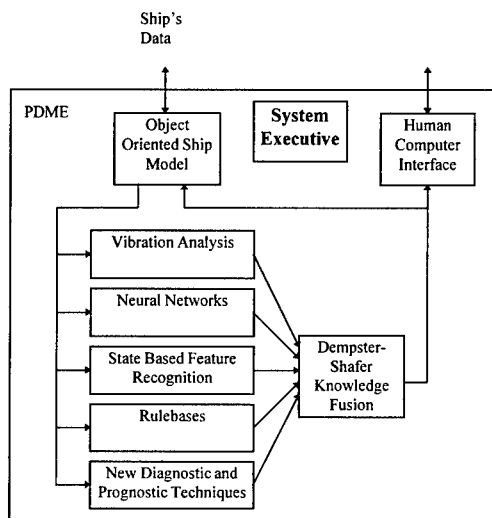 Ship's
Data
PDME
Object
Oriented Ship
Model
System
Executive
Human
Computer
Interface
Vibration Analysis
Neural Networks
State Based Feature
Recognition
Rulebases
New Diagnostic and
Prognostic Techniques
Dempster-
Shafer
Knowledge
Fusion